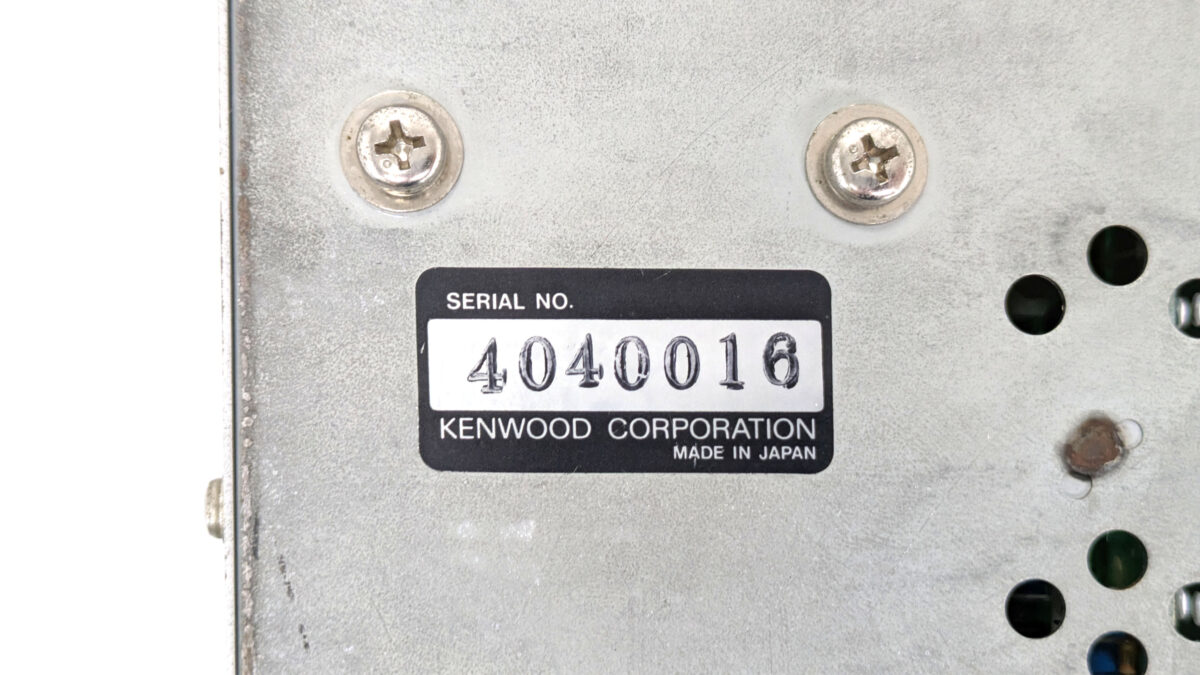 SERIAL NO.
4040016
KENWOOD CORPORATION
MADE IN JAPAN